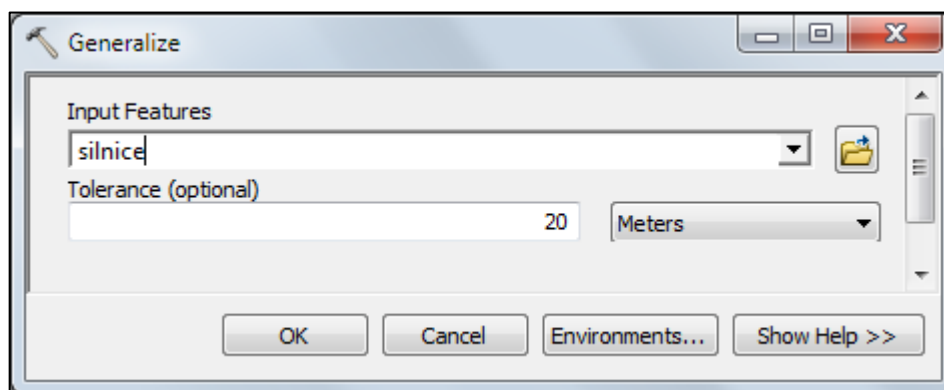 Generalize
Input Features
silnice
Tolerance (optional)
20 Meters
OK Cancel Environments... Show Help >>